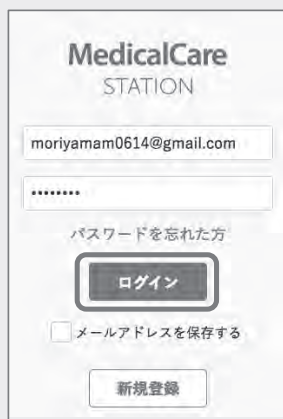 MedicalCare
STATION
moriyamam0614@gmail.com
••••••••
パスワードを忘れた方
ログイン
メールアドレスを保存する
新規登録